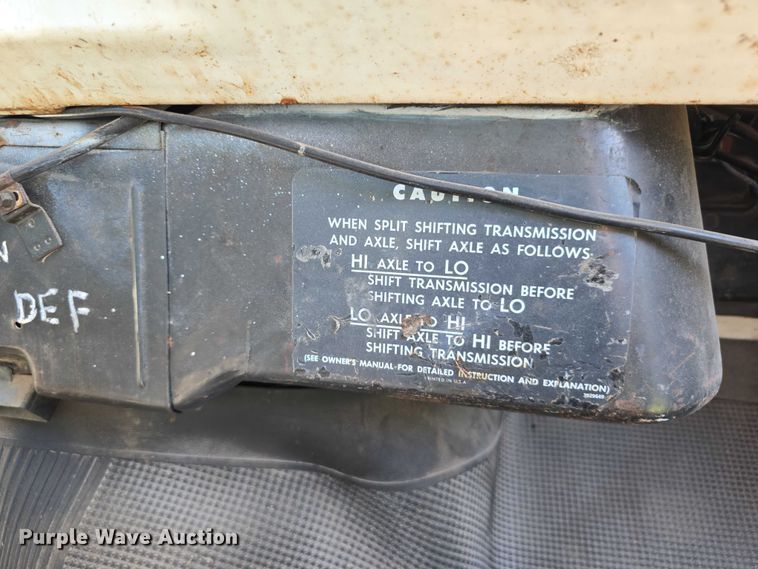 CAUTION
WHEN SPLIT SHIFTING TRANSMISSION
AND AXLE, SHIFT AXLE AS FOLLOWS
HI AXLE TO LO
SHIFT TRANSMISSION BEFORE
SHIFTING AXLE TO LO
LO AXLE TO HI
SHIFT AXLE TO HI BEFORE
SHIFTING TRANSMISSION
(SEE OWNER'S MANUAL FOR DETAILED INSTRUCTION AND EXPLANATION)
PRINTED IN U.S.A.
N
DEF
Purple Wave Auction